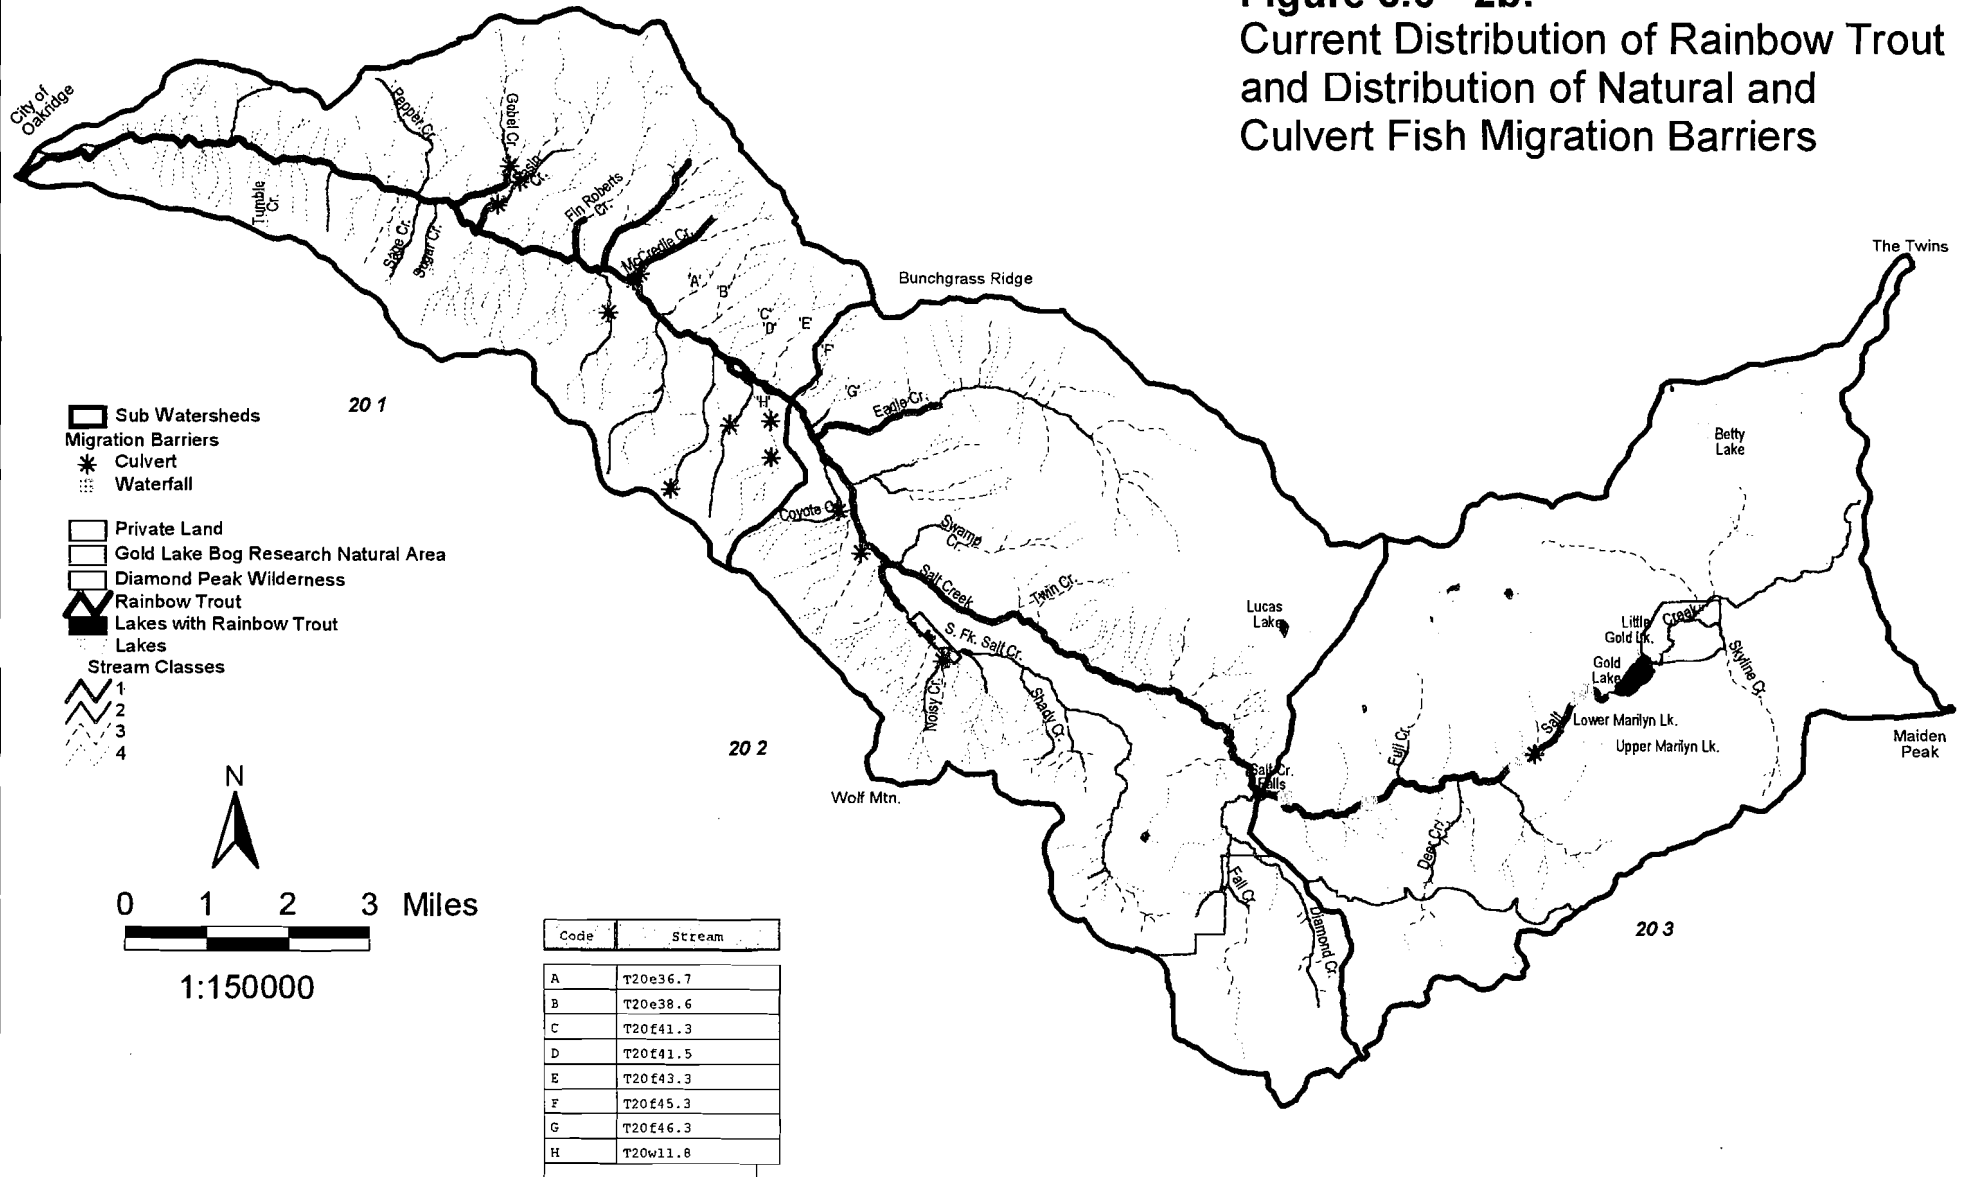 Current Distribution of Rainbow Trout
and Distribution of Natural and
Culvert Fish Migration Barriers
City of
Oakridge
Pepper Cr.
Gobel Cr.
Cr.
Fin Roberts
Cr.
Tumble
Cr.
Sage Cr.
Sugar Cr.
McCredie Cr.
'A'
'B'
'C'
'D'
'E'
'F'
'G'
'H'
Bunchgrass Ridge
The Twins
Eagle Cr.
Betty
Lake
20 1
Coyote
Swamp
Cr.
Salt Creek
Twin Cr.
Lucas
Lake
S. Fk. Salt Cr.
Noisy Cr.
Shady Cr.
Little
Gold Lk.
Creek
Gold
Lake
Skyline Cr.
Salt
Lower Marilyn Lk.
Upper Marilyn Lk.
Fuji Cr.
Maiden
Peak
20 2
Wolf Mtn.
Salt Cr.
Falls
Deer Cr.
Fall Cr.
Diamond Cr.
20 3
Sub Watersheds
Migration Barriers
Culvert
Waterfall
Private Land
Gold Lake Bog Research Natural Area
Diamond Peak Wilderness
Rainbow Trout
Lakes with Rainbow Trout
Lakes
Stream Classes
1
2
3
4
N
0 1 2 3 Miles
1:150000
Code Stream
A T20e36.7
B T20e38.6
C T20f41.3
D T20f41.5
E T20f43.3
F T20f45.3
G T20f46.3
H T20w11.8